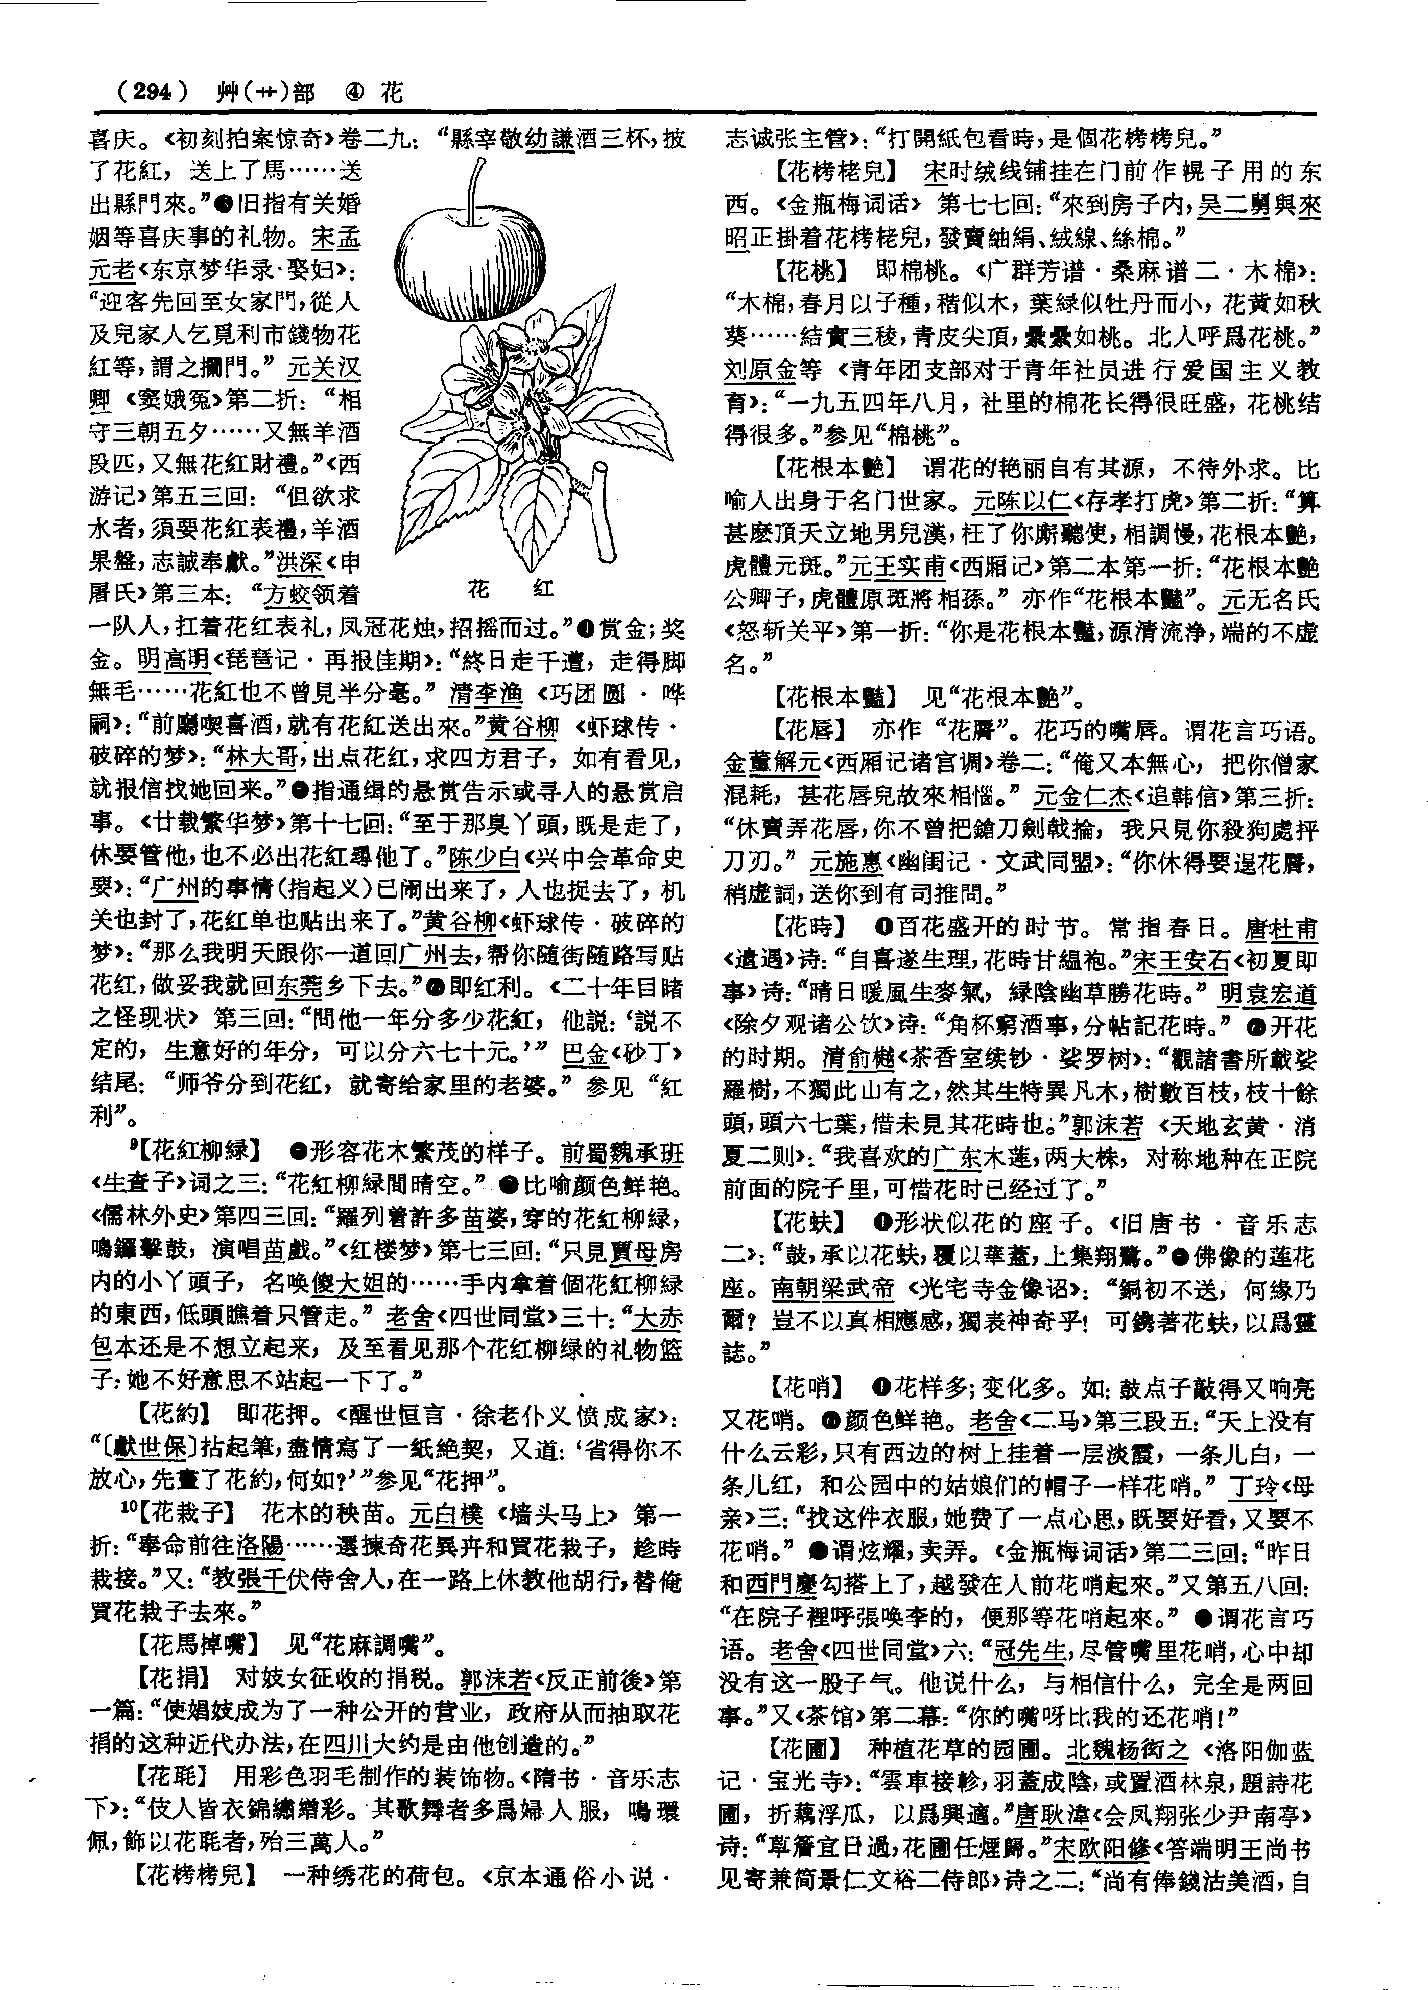 (294) 艸(艹)部 ④ 花
喜庆。《初刻拍案惊奇》卷二九：“縣宰敬幼謙酒三杯，披
了花紅，送上了馬……送
出縣門來。”●旧指有关婚
姻等喜庆事的礼物。宋孟
元老《东京梦华录·娶妇》：
“迎客先回至女家門，從人
及兒家人乞覓利市錢物花
紅等，謂之攔門。”元关汉
卿《窦娥冤》第二折：“相
守三朝五夕……又無羊酒
段匹，又無花紅財禮。”《西
游记》第五三回：“但欲求
水者，須要花紅表禮，羊酒
果盤，志誠奉獻。”洪深《申
屠氏》第三本：“方蛟领着
花 红
一队人，扛着花红表礼，凤冠花烛，招摇而过。”●赏金；奖
金。明高明《琵琶记·再报佳期》：“終日走千遭，走得脚
無毛……花紅也不曾見半分毫。”清李渔《巧团圆·哗
嗣》：“前廳喫喜酒，就有花紅送出來。”黄谷柳《虾球传·
破碎的梦》：“林大哥，出点花红，求四方君子，如有看见，
就报信找她回来。”●指通缉的悬赏告示或寻人的悬赏启
事。《廿载繁华梦》第十七回：“至于那臭丫頭，既是走了，
休要管他，也不必出花紅尋他了。”陈少白《兴中会革命史
要》：“广州的事情(指起义)已闹出来了，人也捉去了，机
关也封了，花红单也贴出来了。”黄谷柳《虾球传·破碎的
梦》：“那么我明天跟你一道回广州去，帮你随街随路写贴
花红，做妥我就回东莞乡下去。”●即红利。《二十年目睹
之怪现状》第三回：“問他一年分多少花紅，他説：‘説不
定的，生意好的年分，可以分六七十元。’”巴金《砂丁》
结尾：“师爷分到花红，就寄给家里的老婆。”参见“红
利”。
9【花紅柳緑】 ●形容花木繁茂的样子。前蜀魏承班
《生查子》词之三：“花紅柳緑間晴空。”●比喻颜色鲜艳。
《儒林外史》第四三回：“羅列着許多苗婆，穿的花紅柳緑，
鳴鑼擊鼓，演唱苗戲。”《红楼梦》第七三回：“只見賈母房
内的小丫頭子，名唤傻大姐的……手内拿着個花紅柳緑
的東西，低頭瞧着只管走。”老舍《四世同堂》三十：“大赤
包本还是不想立起来，及至看见那个花红柳绿的礼物篮
子：她不好意思不站起一下了。”
【花約】 即花押。《醒世恒言·徐老仆义愤成家》：
“〔獻世保〕拈起筆，盡情寫了一紙絶契，又道：‘省得你不
放心，先畫了花約，何如？’”参见“花押”。
10【花栽子】 花木的秧苗。元白樸《墙头马上》第一
折：“奉命前往洛陽……選揀奇花異卉和買花栽子，趁時
栽接。”又：“教張千伏侍舍人，在一路上休教他胡行，替俺
買花栽子去來。”
【花馬掉嘴】 见“花麻調嘴”。
【花捐】 对妓女征收的捐税。郭沫若《反正前後》第
一篇：“使娼妓成为了一种公开的营业，政府从而抽取花
捐的这种近代办法，在四川大约是由他创造的。”
【花毦】 用彩色羽毛制作的装饰物。《隋书·音乐志
下》：“伎人皆衣錦繡繒彩。其歌舞者多爲婦人服，鳴環
佩，飾以花毦者，殆三萬人。”
【花栲栲兒】 一种绣花的荷包。《京本通俗小说·
志诚张主管》：“打開紙包看時，是個花栲栲兒。”
【花栲栳兒】 宋时绒线铺挂在门前作幌子用的东
西。《金瓶梅词话》第七七回：“來到房子内，吴二舅與來
昭正掛着花栲栳兒，發賣紬絹、絨線、絲棉。”
【花桃】 即棉桃。《广群芳谱·桑麻谱二·木棉》：
“木棉，春月以子種，稭似木，葉緑似牡丹而小，花黄如秋
葵……結實三稜，青皮尖頂，纍纍如桃。北人呼爲花桃。”
刘原金等《青年团支部对于青年社员进行爱国主义教
育》：“一九五四年八月，社里的棉花长得很旺盛，花桃结
得很多。”参见“棉桃”。
【花根本艷】 谓花的艳丽自有其源，不待外求。比
喻人出身于名门世家。元陈以仁《存孝打虎》第二折：“算
甚麽頂天立地男兒漢，枉了你廝聽使，相調慢，花根本艷，
虎體元斑。”元王实甫《西厢记》第二本第一折：“花根本艷
公卿子，虎體原斑將相孫。”亦作“花根本豔”。元无名氏
《怒斩关平》第一折：“你是花根本豔，源清流净，端的不虚
名。”
【花根本豔】 见“花根本艷”。
【花唇】 亦作“花脣”。花巧的嘴唇。谓花言巧语。
金董解元《西厢记诸宫调》卷二：“俺又本無心，把你僧家
混耗，甚花唇兒故來相惱。”元金仁杰《追韩信》第三折：
“休賣弄花唇，你不曾把鎗刀劍戟掄，我只見你殺狗處抨
刀刃。”元施惠《幽闺记·文武同盟》：“你休得要逞花脣，
稍虚詞，送你到有司推問。”
【花時】 ❶百花盛开的时节。常指春日。唐杜甫
《遣遇》诗：“自喜遂生理，花時甘緼袍。”宋王安石《初夏即
事》诗：“晴日暖風生麥氣，緑陰幽草勝花時。”明袁宏道
《除夕观诸公饮》诗：“角杯窮酒事，分帖記花時。”❷开花
的时期。清俞樾《茶香室续钞·娑罗树》：“觀諸書所載娑
羅樹，不獨此山有之，然其生特異凡木，樹數百枝，枝十餘
頭，頭六七葉，惜未見其花時也。”郭沫若《天地玄黄·消
夏二则》：“我喜欢的广东木莲，两大株，对称地种在正院
前面的院子里，可惜花时已经过了。”
【花趺】 ❶形状似花的座子。《旧唐书·音乐志
二》：“鼓，承以花趺，覆以華蓋，上集翔鷺。”●佛像的莲花
座。南朝梁武帝《光宅寺金像诏》：“銅初不送，何緣乃
爾？豈不以真相應感，獨表神奇乎！可鐫著花趺，以爲靈
誌。”
【花哨】 ❶花样多；变化多。如：鼓点子敲得又响亮
又花哨。❷颜色鲜艳。老舍《二马》第三段五：“天上没有
什么云彩，只有西边的树上挂着一层淡霞，一条儿白，一
条儿红，和公园中的姑娘们的帽子一样花哨。”丁玲《母
亲》三：“找这件衣服，她费了一点心思，既要好看，又要不
花哨。”●谓炫耀，卖弄。《金瓶梅词话》第二三回：“昨日
和西門慶勾搭上了，越發在人前花哨起來。”又第五八回：
“在院子裡呼張唤李的，便那等花哨起來。”●谓花言巧
语。老舍《四世同堂》六：“冠先生，尽管嘴里花哨，心中却
没有这一股子气。他说什么，与相信什么，完全是两回
事。”又《茶馆》第二幕：“你的嘴呀比我的还花哨！”
【花圃】 种植花草的园圃。北魏杨衒之《洛阳伽蓝
记·宝光寺》：“雲車接軫，羽蓋成陰，或置酒林泉，題詩花
圃，折藕浮瓜，以爲興適。”唐耿湋《会凤翔张少尹南亭》
诗：“草簷宜日過，花圃任煙歸。”宋欧阳修《答端明王尚书
见寄兼简景仁文裕二侍郎》诗之二：“尚有俸錢沽美酒，自